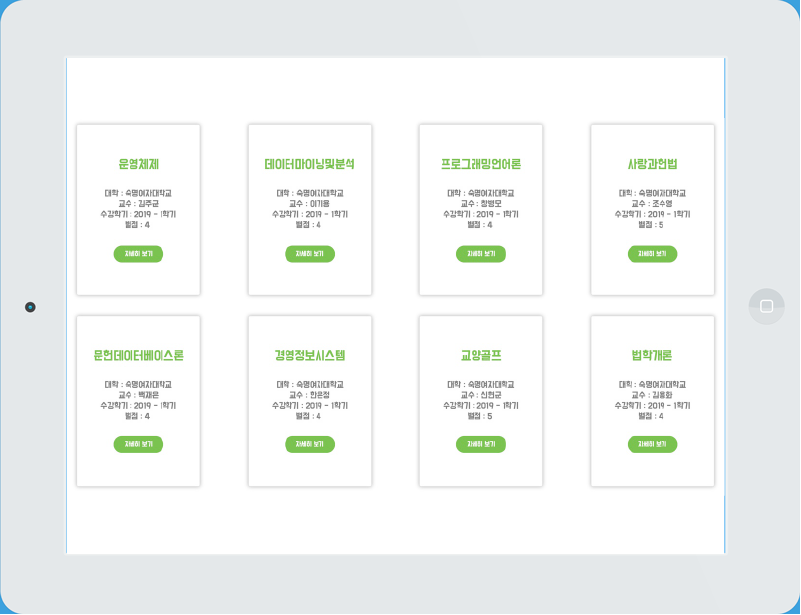 운영체제
대학 : 숙명여자대학교
교수 : 김주균
수강학기 : 2019 - 1학기
별점 : 4
자세히 보기
데이터마이닝및분석
대학 : 숙명여자대학교
교수 : 이기용
수강학기 : 2019 - 1학기
별점 : 4
자세히 보기
프로그래밍언어론
대학 : 숙명여자대학교
교수 : 창병모
수강학기 : 2019 - 1학기
별점 : 4
자세히 보기
사랑과헌법
대학 : 숙명여자대학교
교수 : 조수영
수강학기 : 2019 - 1학기
별점 : 5
자세히 보기
문헌데이터베이스론
대학 : 숙명여자대학교
교수 : 백재은
수강학기 : 2019 - 1학기
별점 : 4
자세히 보기
경영정보시스템
대학 : 숙명여자대학교
교수 : 한은정
수강학기 : 2019 - 1학기
별점 : 4
자세히 보기
교양골프
대학 : 숙명여자대학교
교수 : 신현군
수강학기 : 2019 - 1학기
별점 : 5
자세히 보기
법학개론
대학 : 숙명여자대학교
교수 : 김용화
수강학기 : 2019 - 1학기
별점 : 4
자세히 보기